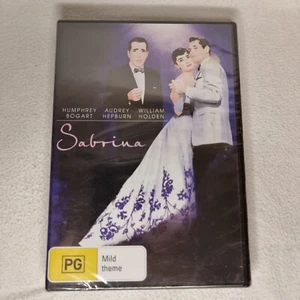 HUMPHREY AUDREY WILLIAM
BOGART HEPBURN HOLDEN
Sabrina
PG
Mild
theme